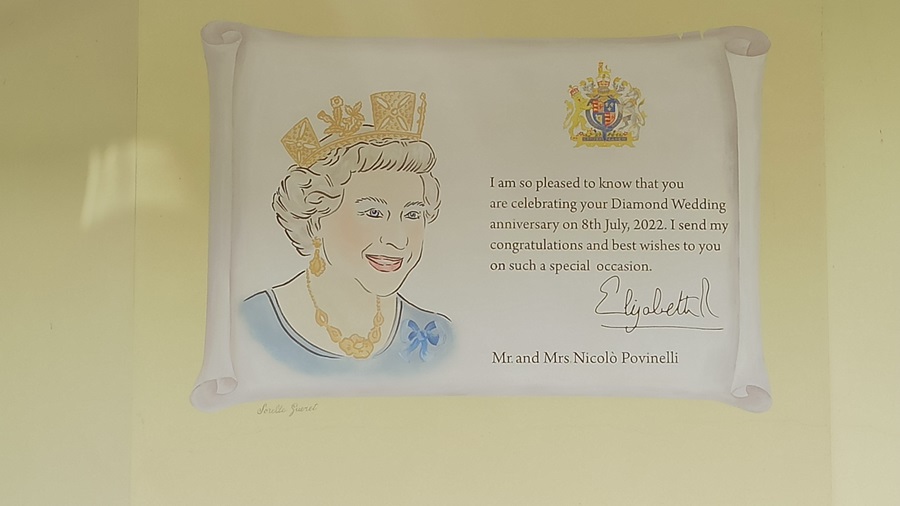 I am so pleased to know that you
are celebrating your Diamond Wedding
anniversary on 8th July, 2022. I send my
congratulations and best wishes to you
on such a special occasion.
Elizabeth R
Mr. and Mrs Nicolò Povinelli